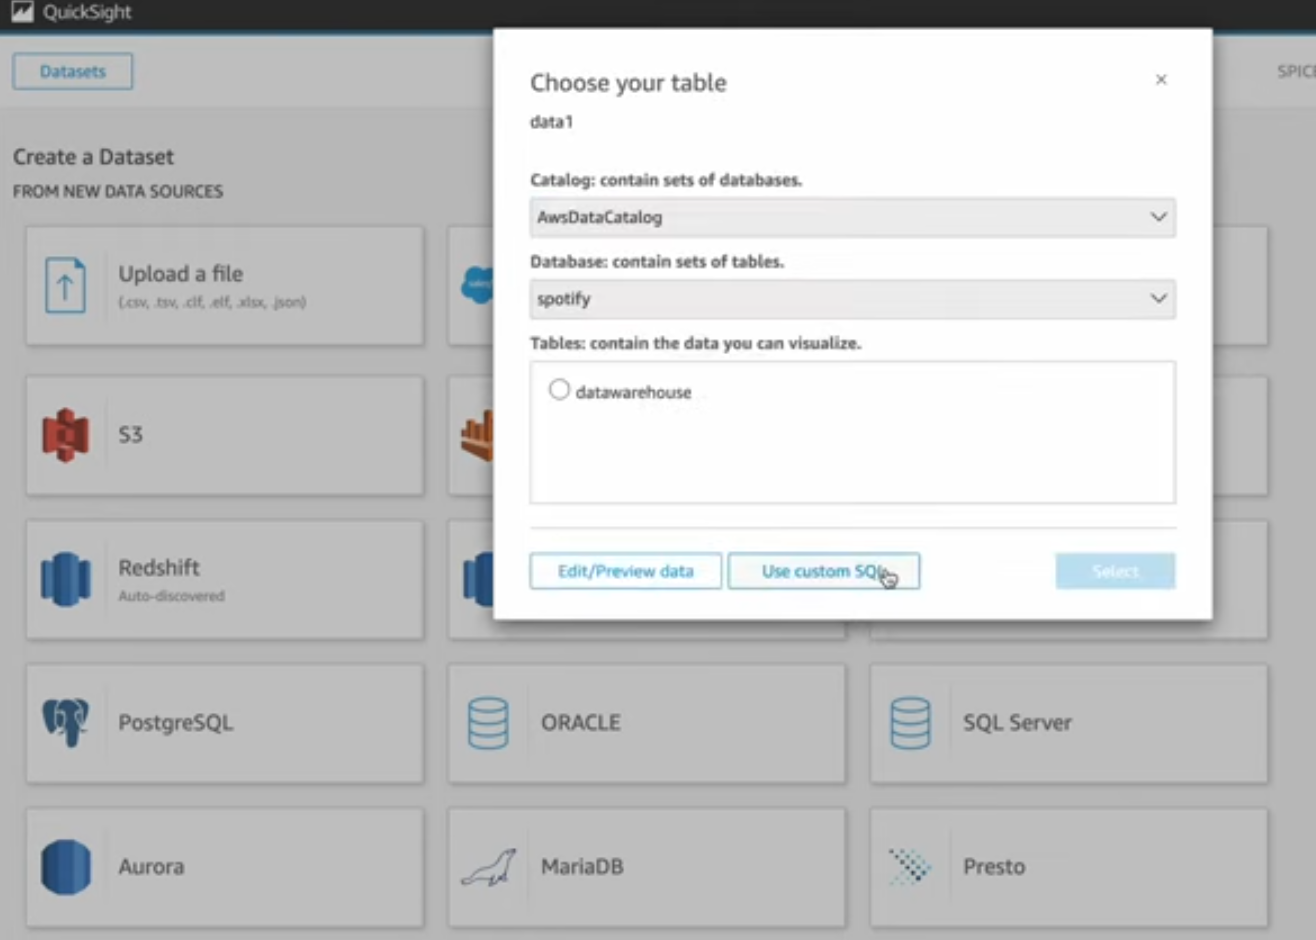 QuickSight
Datasets
SPICE
Create a Dataset
FROM NEW DATA SOURCES
Upload a file
(.csv, .tsv, .clf, .elf, .xlsx, .json)
S3
Redshift
Auto-discovered
PostgreSQL
ORACLE
SQL Server
Aurora
MariaDB
Presto
Choose your table
data1
Catalog: contain sets of databases.
AwsDataCatalog
Database: contain sets of tables.
spotify
Tables: contain the data you can visualize.
datawarehouse
Edit/Preview data
Use custom SQL
Select